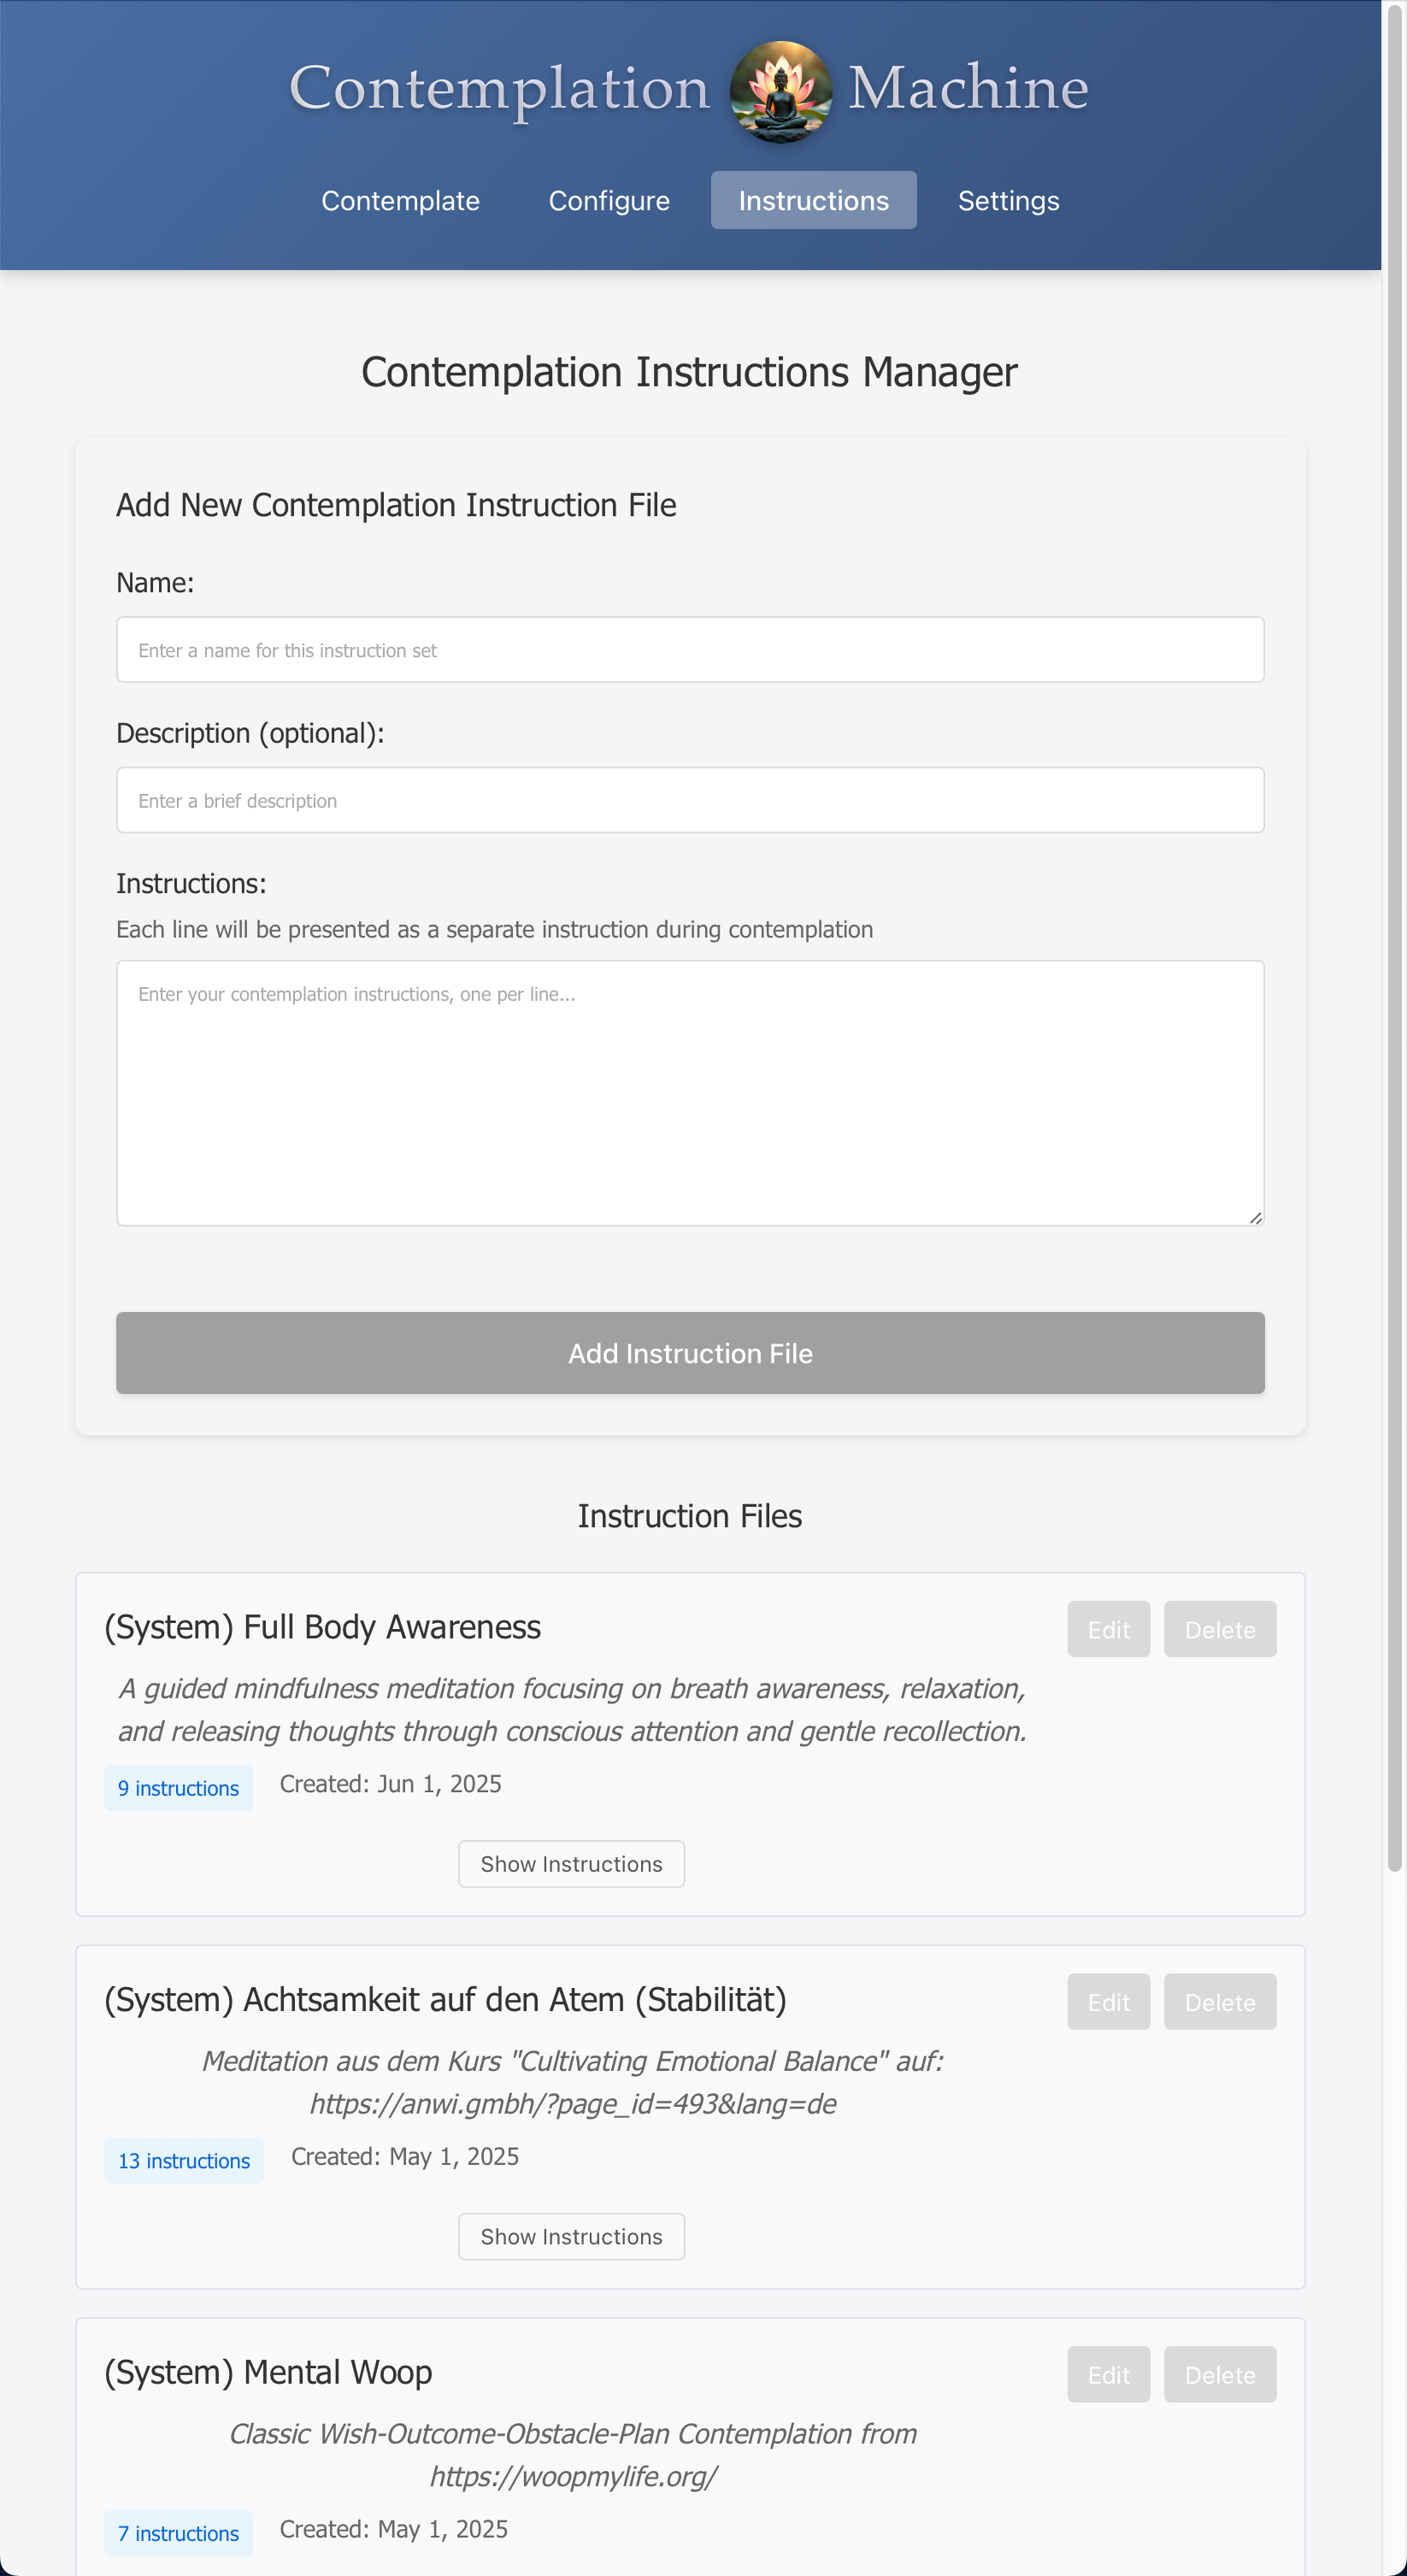 Contemplation Machine
Contemplate Configure Instructions Settings
Contemplation Instructions Manager
Add New Contemplation Instruction File
Name:
Enter a name for this instruction set
Description (optional):
Enter a brief description
Instructions:
Each line will be presented as a separate instruction during contemplation
Enter your contemplation instructions, one per line...
Add Instruction File
Instruction Files
(System) Full Body Awareness
Edit Delete
A guided mindfulness meditation focusing on breath awareness, relaxation,
and releasing thoughts through conscious attention and gentle recollection.
9 instructions Created: Jun 1, 2025
Show Instructions
(System) Achtsamkeit auf den Atem (Stabilität)
Edit Delete
Meditation aus dem Kurs "Cultivating Emotional Balance" auf:
https://anwi.gmbh/?page_id=493&lang=de
13 instructions Created: May 1, 2025
Show Instructions
(System) Mental Woop
Edit Delete
Classic Wish-Outcome-Obstacle-Plan Contemplation from
https://woopmylife.org/
7 instructions Created: May 1, 2025